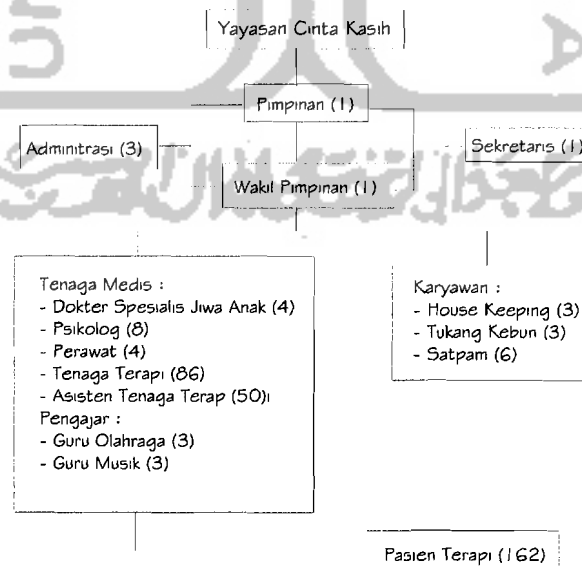 Yayasan Cinta Kasih
Pimpinan (1)
Adminitrasi (3)
Sekretaris (1)
Wakil Pimpinan (1)
Tenaga Medis :
- Dokter Spesialis Jiwa Anak (4)
- Psikolog (8)
- Perawat (4)
- Tenaga Terapi (86)
- Asisten Tenaga Terap (50)i
Pengajar :
- Guru Olahraga (3)
- Guru Musik (3)
Karyawan :
- House Keeping (3)
- Tukang Kebun (3)
- Satpam (6)
Pasien Terapi (162)